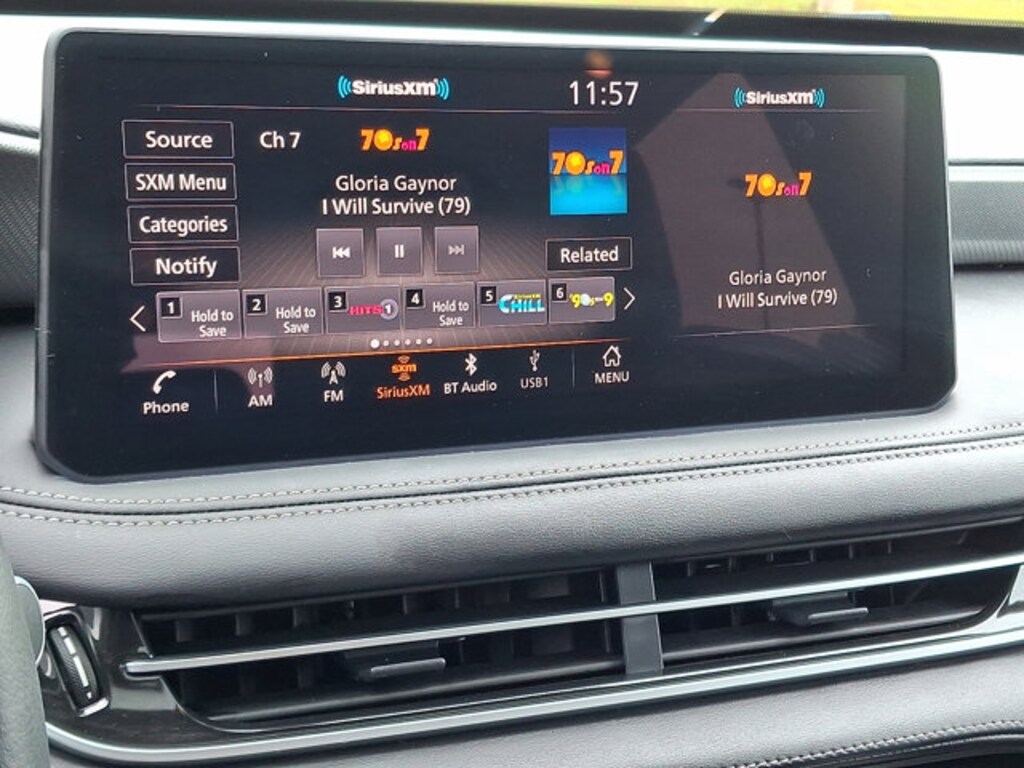 SiriusXM
11:57
SiriusXM
Source
Ch 7
70s on 7
70s on 7
70s on 7
SXM Menu
Gloria Gaynor
I Will Survive (79)
Categories
Notify
Related
Gloria Gaynor
I Will Survive (79)
1 Hold to
Save
2 Hold to
Save
3 HITS 1
4 Hold to
Save
5 CHILL
6 '90s on 9
Phone
AM
FM
sxm
SiriusXM
BT Audio
USB1
MENU